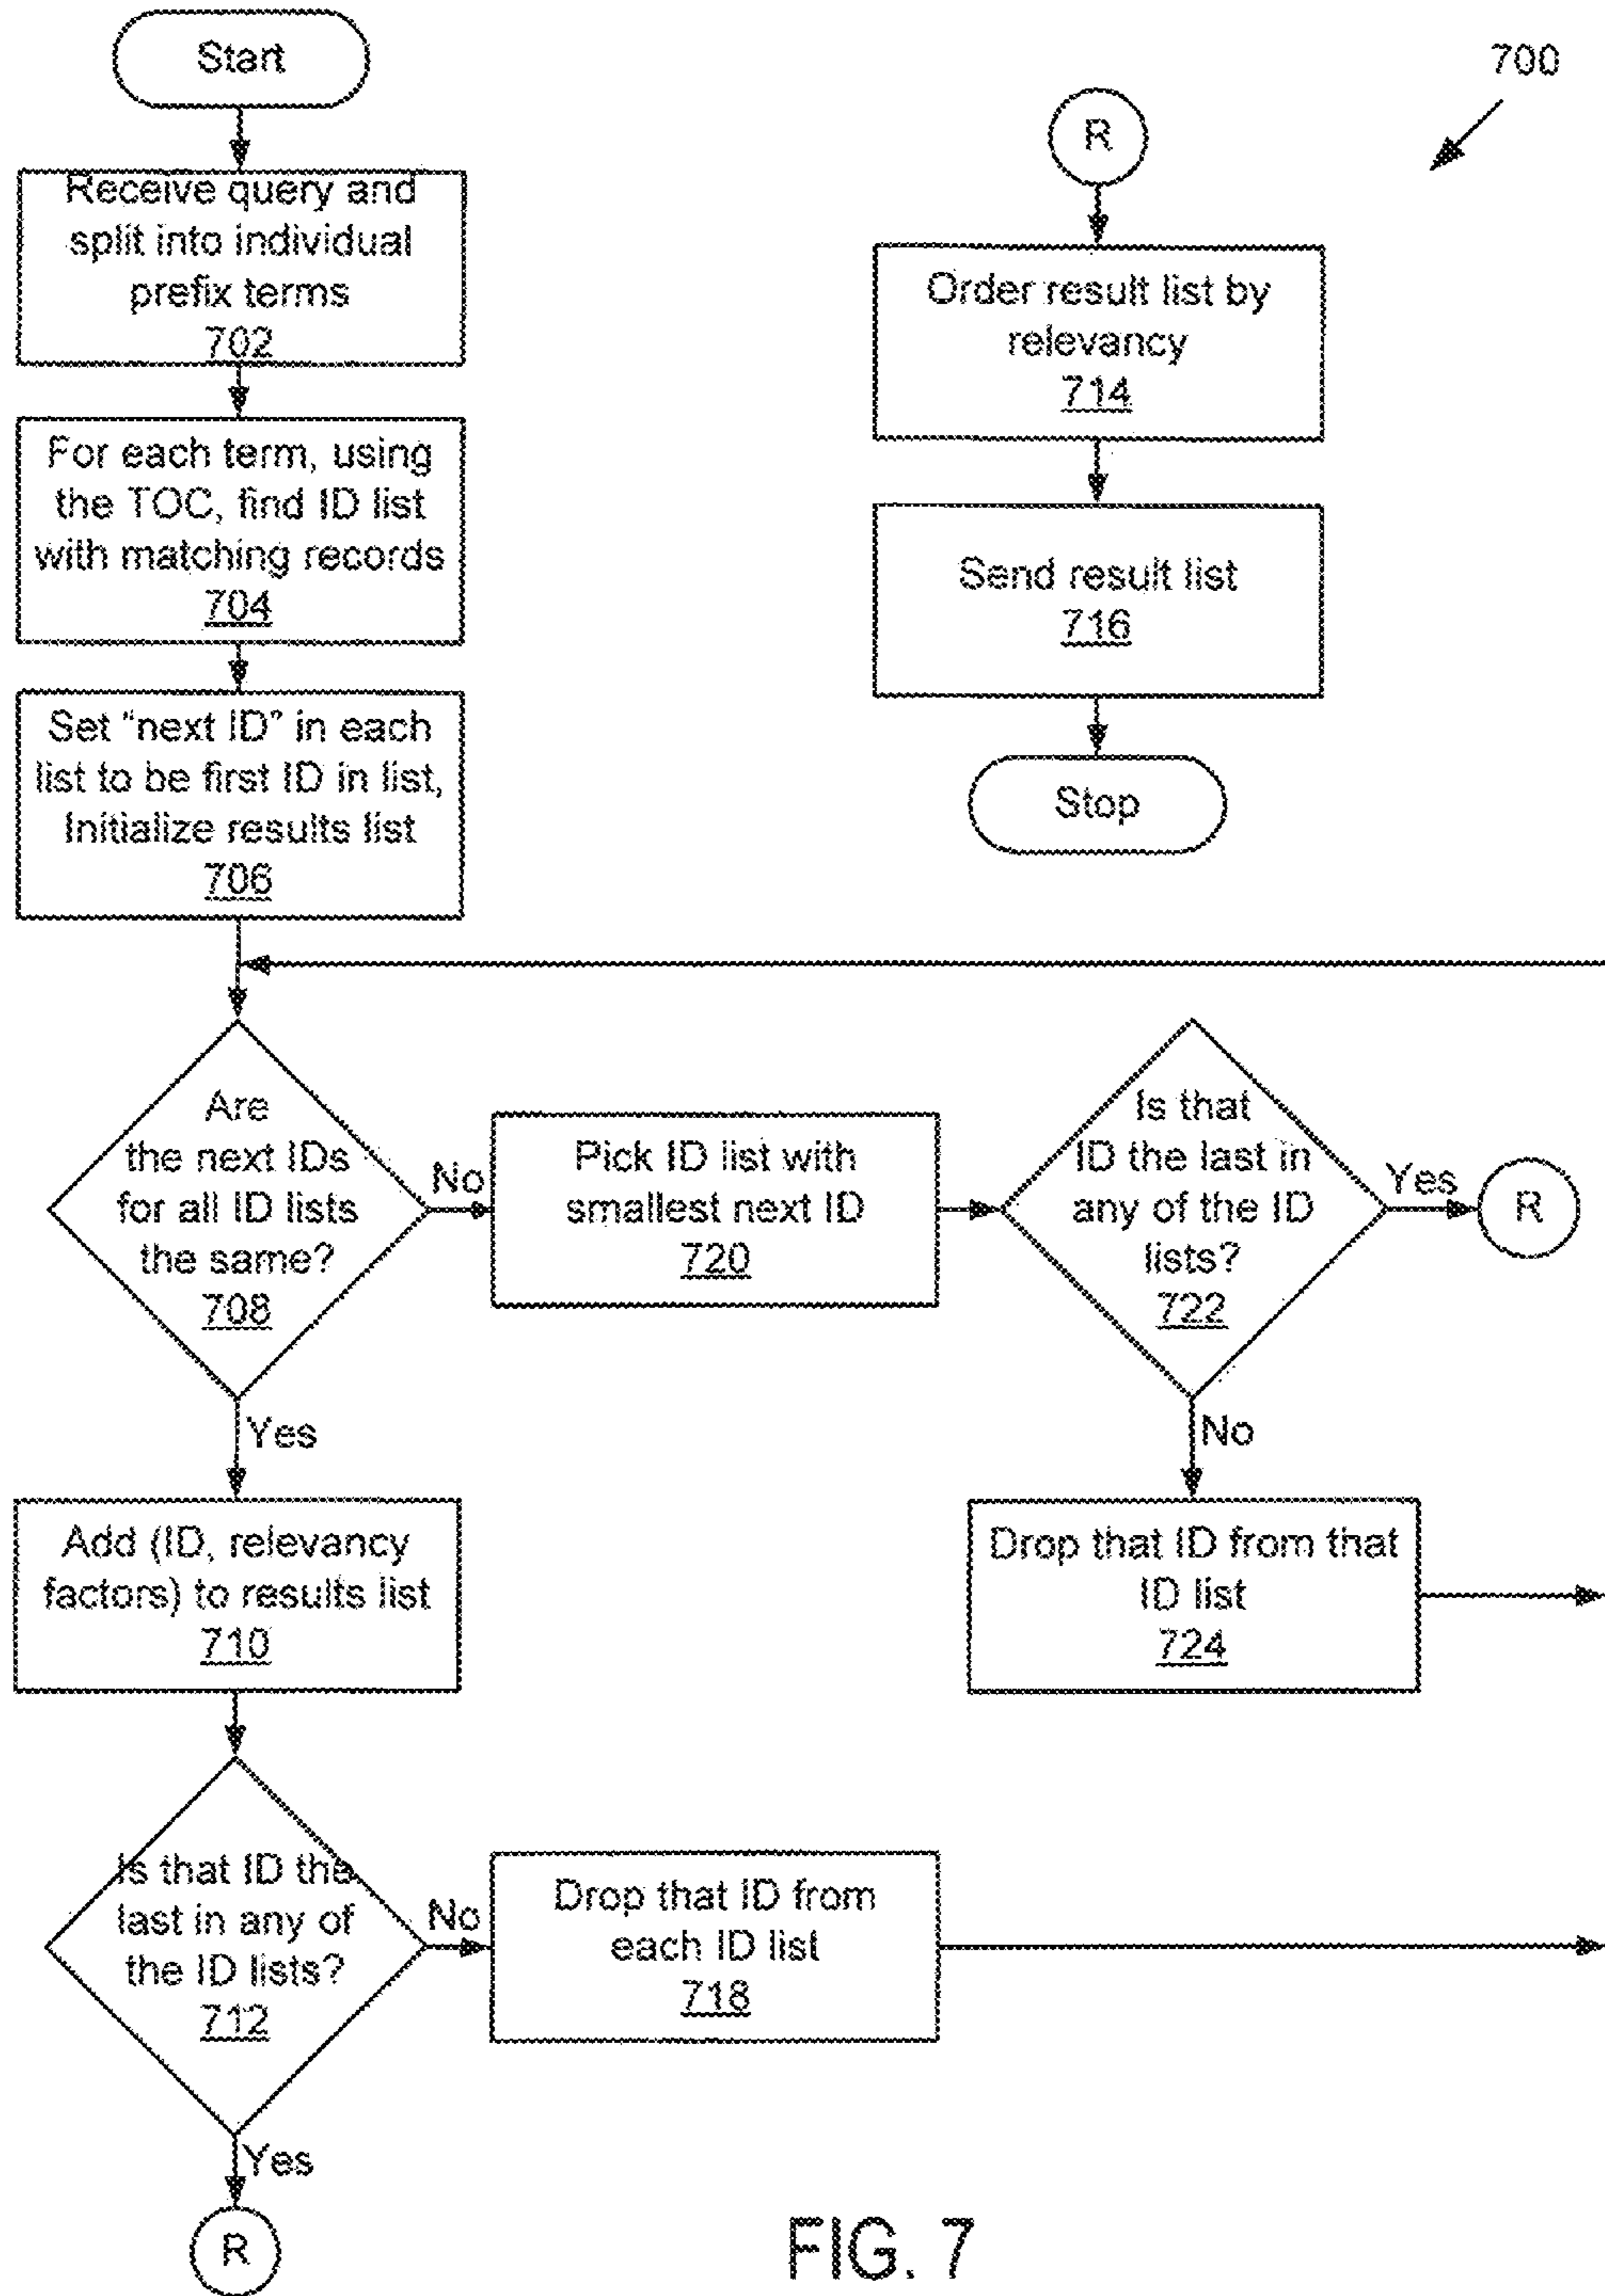 Start
Receive query and
split into individual
prefix terms
702
For each term, using
the TOC, find ID list
with matching records
704
Set "next ID" in each
list to be first ID in list,
Initialize results list
706
700
R
Order result list by
relevancy
714
Send result list
716
Stop
Are
the next IDs
for all ID lists
the same?
708
No
Pick ID list with
smallest next ID
720
Is that
ID the last in
any of the ID
lists?
722
Yes
R
Yes
No
Add (ID, relevancy
factors) to results list
710
Drop that ID from that
ID list
724
Is that ID the
last in any of
the ID lists?
712
No
Drop that ID from
each ID list
718
Yes
R
FIG. 7